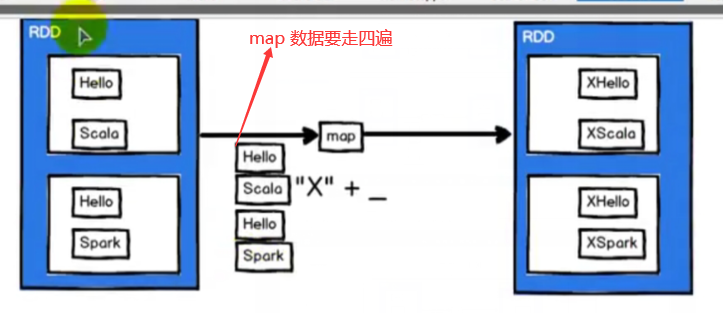 RDD
Hello
Scala
Hello
Spark
map 数据要走四遍
map
Hello
Scala "X" + _
Hello
Spark
RDD
XHello
XScala
XHello
XSpark